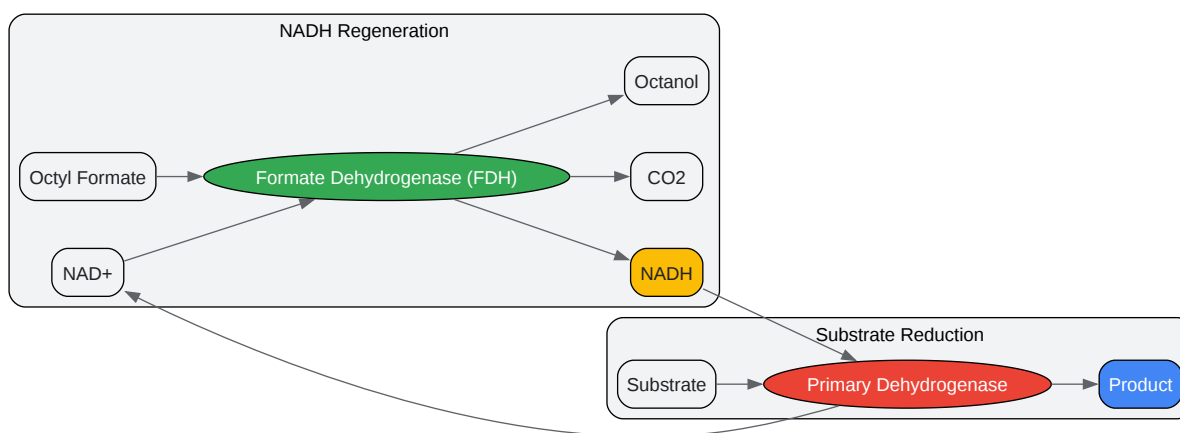 NADH Regeneration
Octanol
Octyl Formate
Formate Dehydrogenase (FDH)
CO2
NAD+
NADH
Substrate Reduction
Substrate
Primary Dehydrogenase
Product